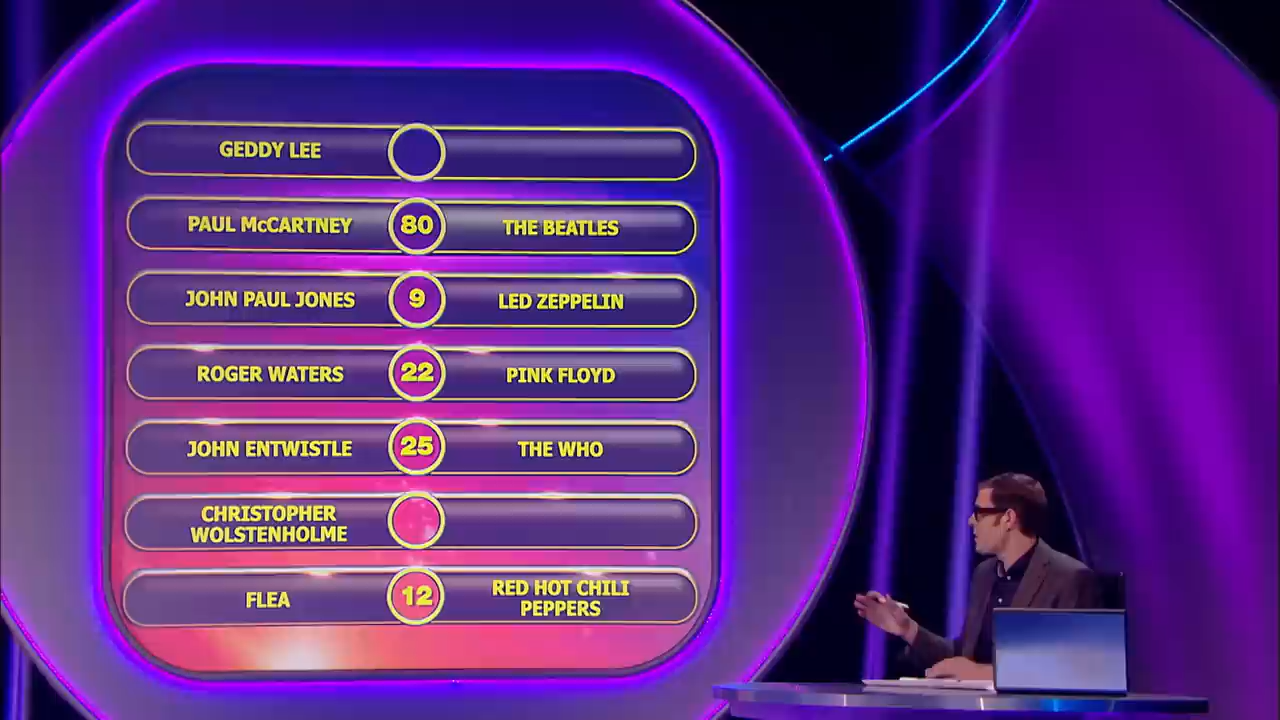 GEDDY LEE
PAUL McCARTNEY 80 THE BEATLES
JOHN PAUL JONES 9 LED ZEPPELIN
ROGER WATERS 22 PINK FLOYD
JOHN ENTWISTLE 25 THE WHO
CHRISTOPHER
WOLSTENHOLME
FLEA 12 RED HOT CHILI
PEPPERS